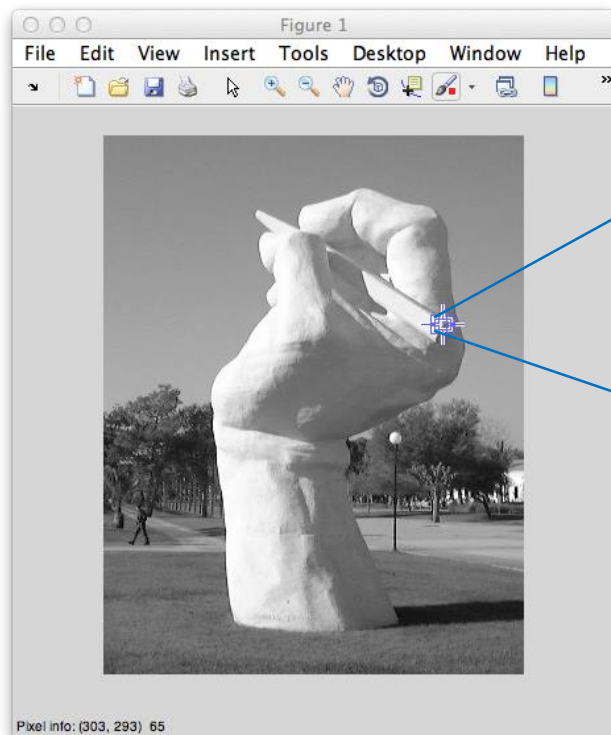 Figure 1
File Edit View Insert Tools Desktop Window Help
Pixel info: (303, 293) 65